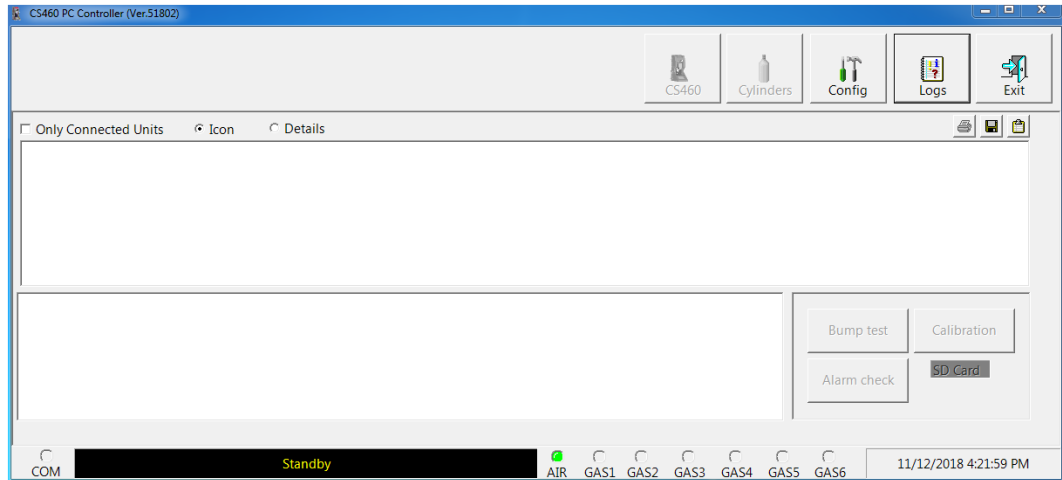 CS460 PC Controller (Ver.51802)
CS460 Cylinders Config Logs Exit
Only Connected Units Icon Details
Bump test Calibration
Alarm check SD Card
COM Standby AIR GAS1 GAS2 GAS3 GAS4 GAS5 GAS6 11/12/2018 4:21:59 PM